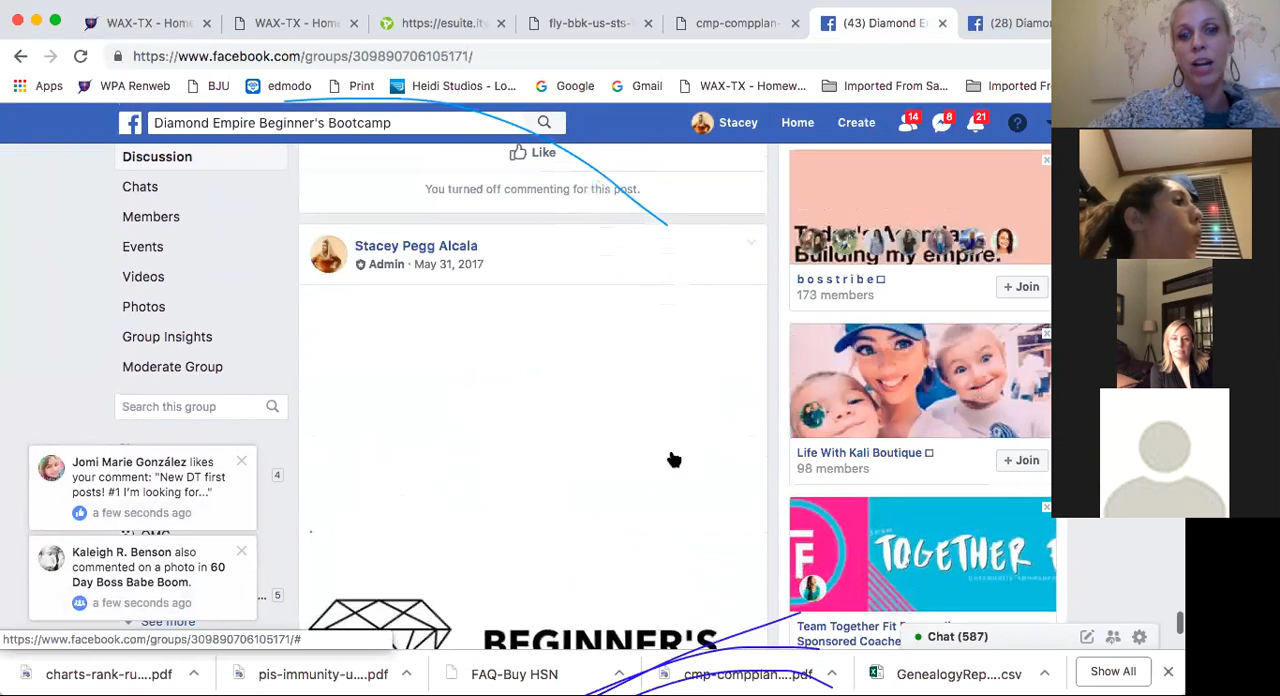 WAX-TX - Home
WAX-TX - Home
https://esuite.it
fly-bbk-us-sts-
cmp-compplan-
(43) Diamond E
(28) Diamo
https://www.facebook.com/groups/309890706105171/
Apps WPA Renweb BJU edmodo Print Heidi Studios - Lo... Google Gmail WAX-TX - Homew... Imported From Sa... Imported Fr
Diamond Empire Beginner's Bootcamp
Stacey Home Create 14 8 21
Discussion
Chats
Members
Events
Videos
Photos
Group Insights
Moderate Group
Search this group
4
Jomi Marie González likes
your comment: "New DT first
posts! #1 I'm looking for..."
a few seconds ago
Kaleigh R. Benson also
commented on a photo in 60
Day Boss Babe Boom.
a few seconds ago
5
See more
https://www.facebook.com/groups/309890706105171/#
Like
You turned off commenting for this post.
Stacey Pegg Alcala
Admin · May 31, 2017
BEGINNER'S
Building my empire.
bosstribe
173 members
+ Join
Life With Kali Boutique
98 members
+ Join
TOGETHER F
Team Together Fit
Sponsored Coache
Chat (587)
charts-rank-ru....pdf pis-immunity-u....pdf FAQ-Buy HSN cmp-compplan....pdf GenealogyRep....csv Show All